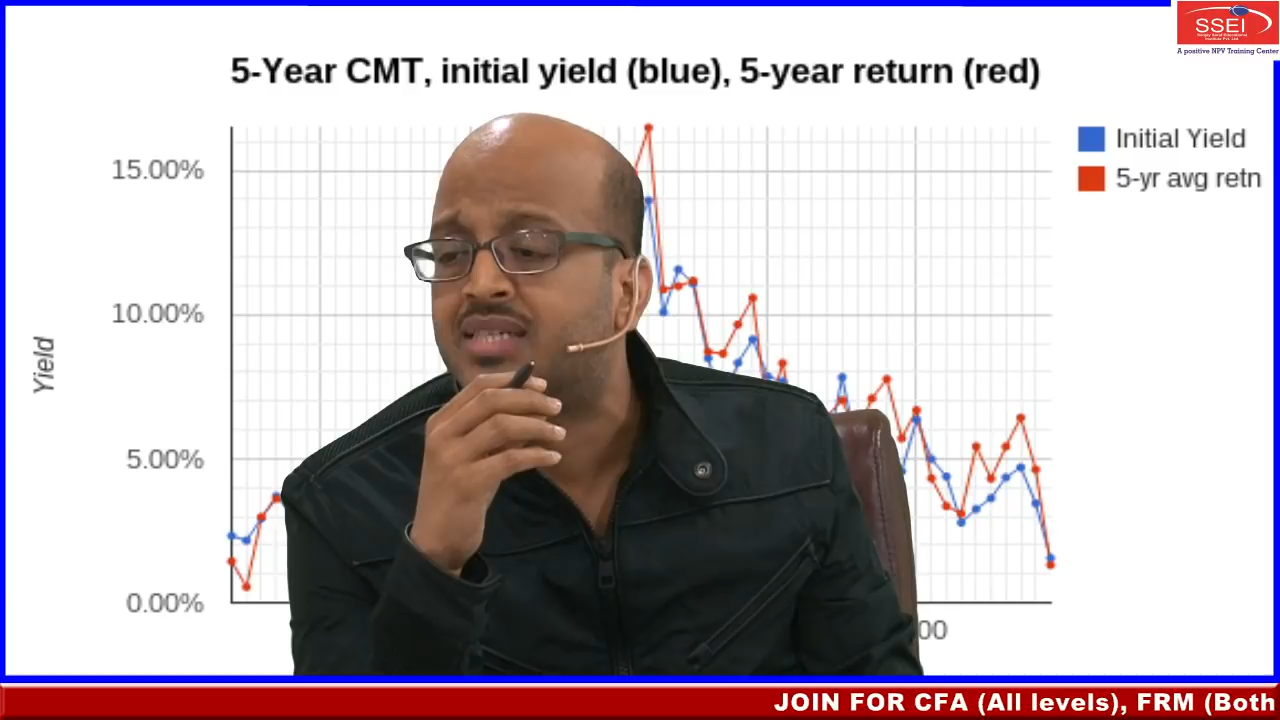 SSEI
A positive NPV Training Center
5-Year CMT, initial yield (blue), 5-year return (red)
Initial Yield
5-yr avg retn
15.00%
10.00%
5.00%
0.00%
Yield
00
JOIN FOR CFA (All levels), FRM (Both